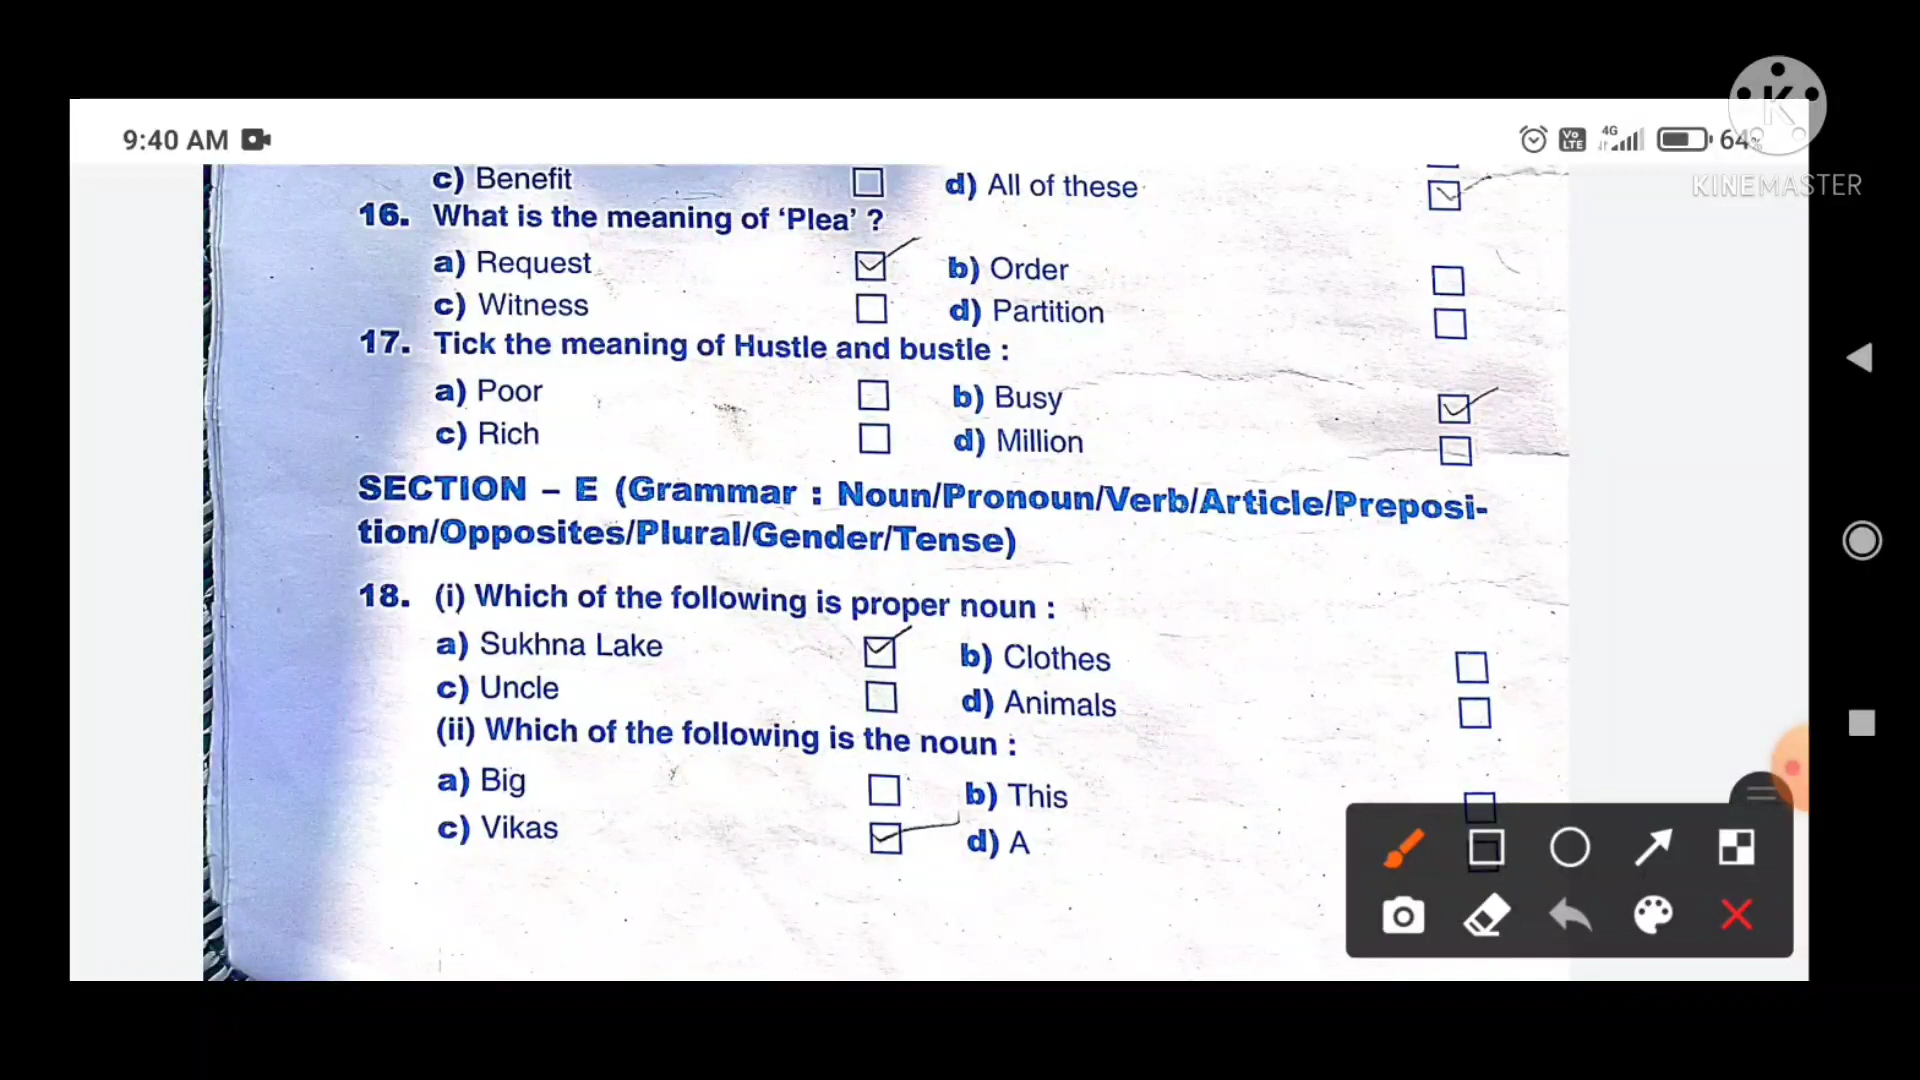 9:40 AM
Vo LTE 4G 64%
K
KINEMASTER
c) Benefit d) All of these
16. What is the meaning of ‘Plea’ ?
a) Request b) Order
c) Witness d) Partition
17. Tick the meaning of Hustle and bustle :
a) Poor b) Busy
c) Rich d) Million
SECTION – E (Grammar : Noun/Pronoun/Verb/Article/Preposi-
tion/Opposites/Plural/Gender/Tense)
18. (i) Which of the following is proper noun :
a) Sukhna Lake b) Clothes
c) Uncle d) Animals
(ii) Which of the following is the noun :
a) Big b) This
c) Vikas d) A